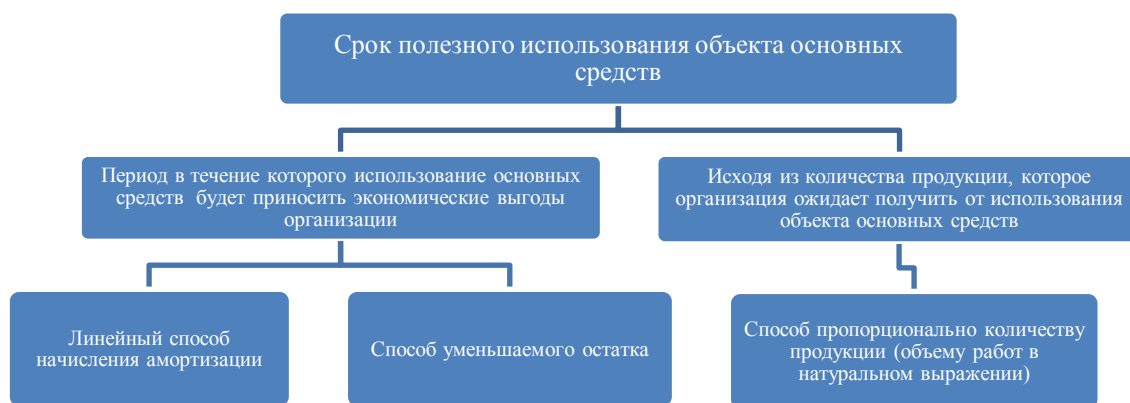 Срок полезного использования объекта основных
средств
Период в течение которого использование основных
средств будет приносить экономические выгоды
организации
Исходя из количества продукции, которое
организация ожидает получить от использования
объекта основных средств
Линейный способ
начисления амортизации
Способ уменьшаемого остатка
Способ пропорционально количеству
продукции (объему работ в
натуральном выражении)